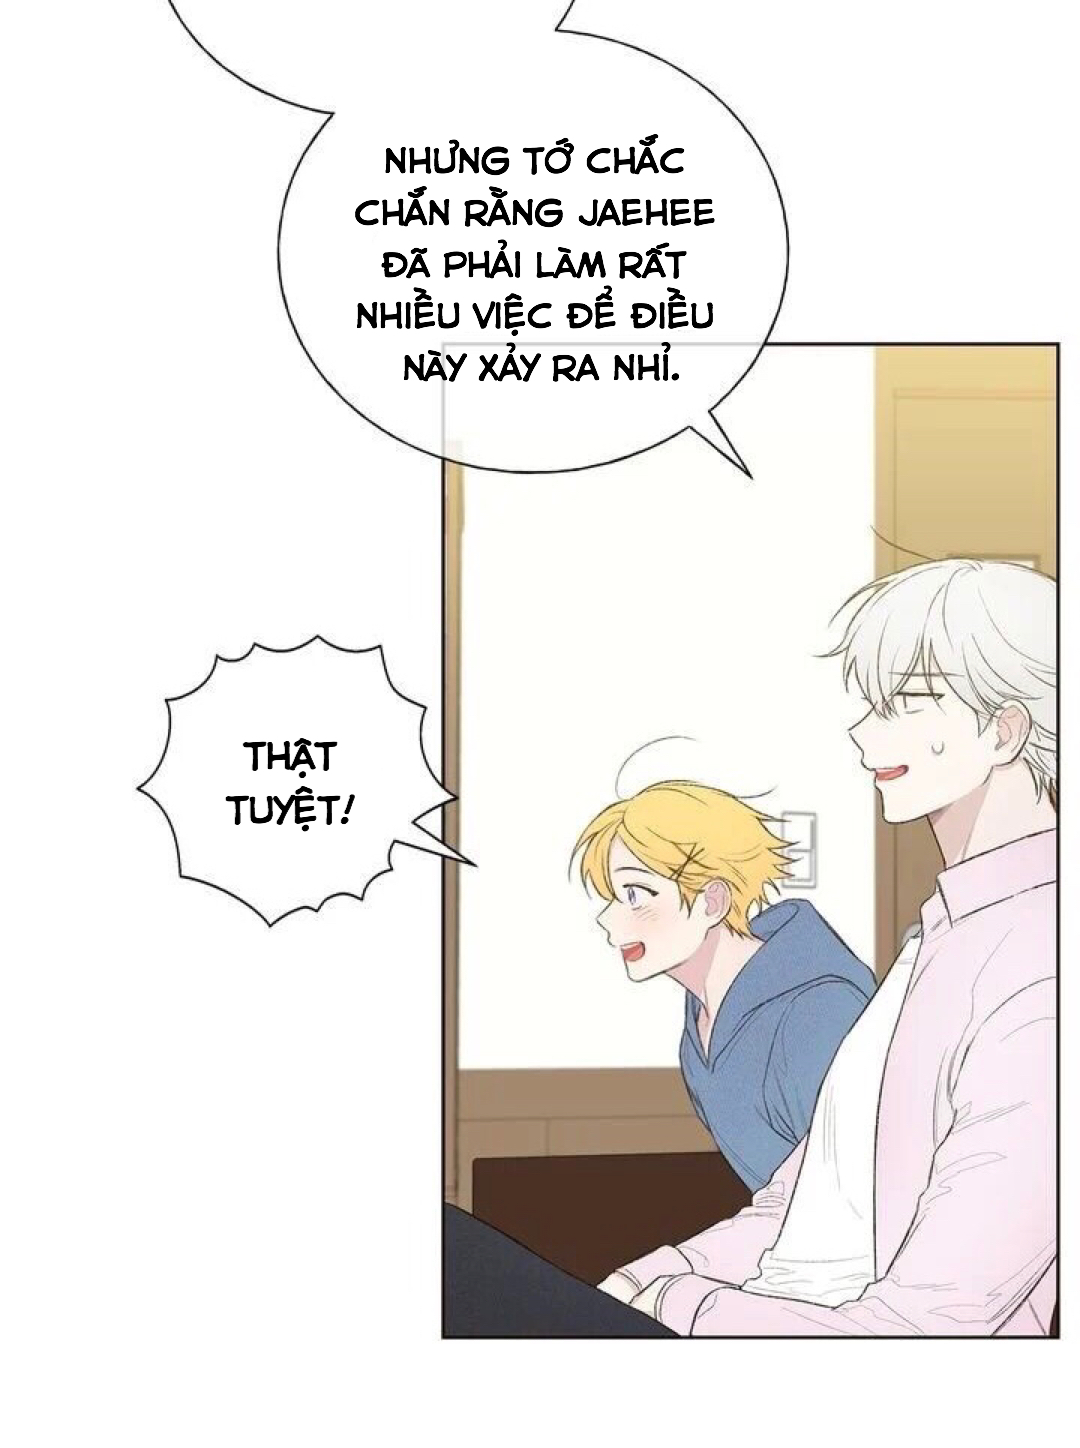 NHƯNG TỚ CHẮC
CHẮN RẰNG JAEHEE
ĐÃ PHẢI LÀM RẤT
NHIỀU VIỆC ĐỂ ĐIỀU
NÀY XẢY RA NHỈ.
THẬT
TUYỆT!